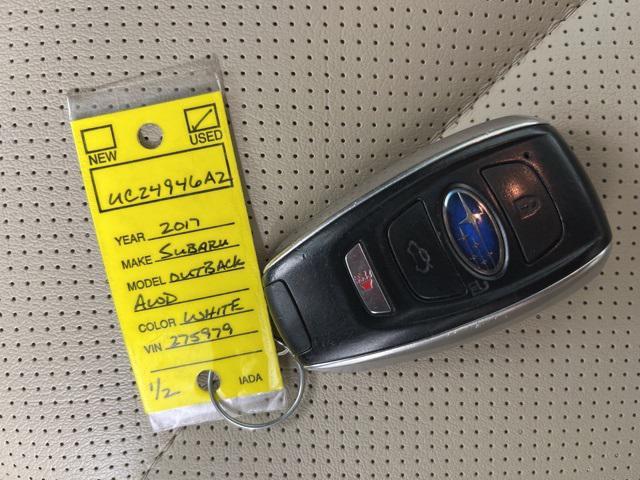 NEW
USED
UC24946A2
YEAR 2017
MAKE SUBARU
MODEL OUTBACK
AWD
COLOR WHITE
VIN 275979
1/2
IADA